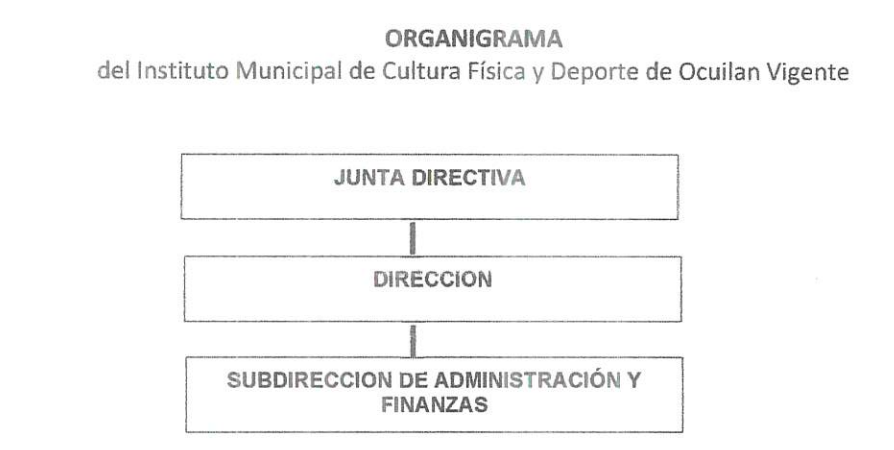 ORGANIGRAMA
del Instituto Municipal de Cultura Física y Deporte de Ocuilan Vigente
JUNTA DIRECTIVA
DIRECCION
SUBDIRECCION DE ADMINISTRACIÓN Y
FINANZAS